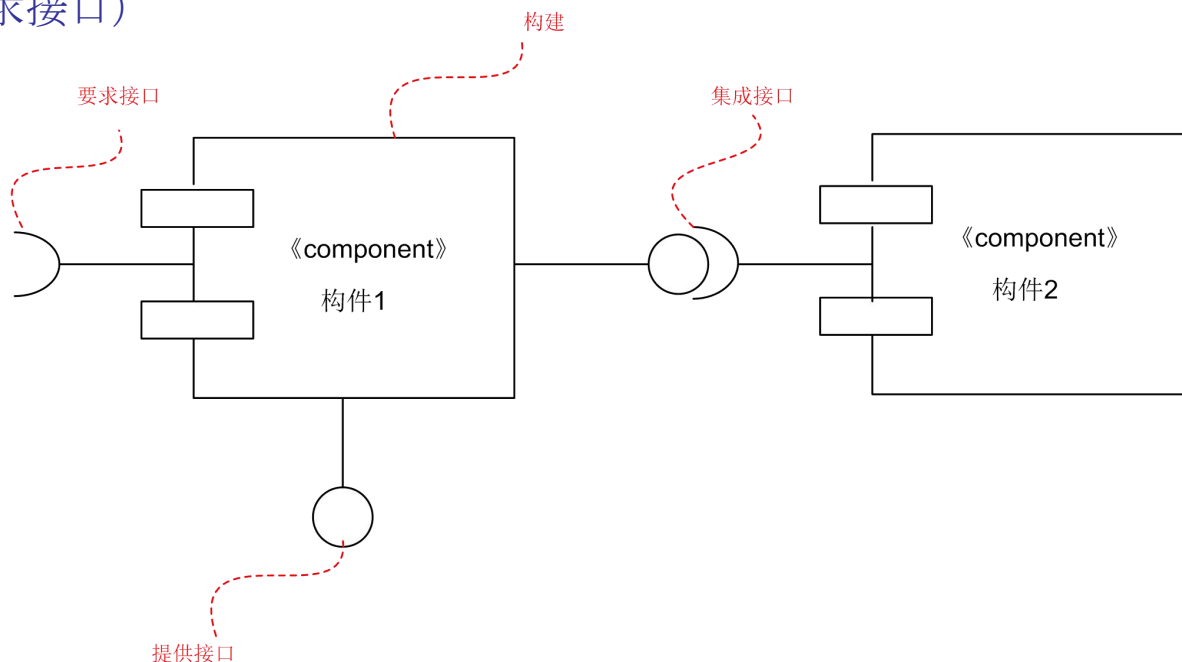 求接口）
构建
要求接口
集成接口
《component》
构件1
《component》
构件2
提供接口